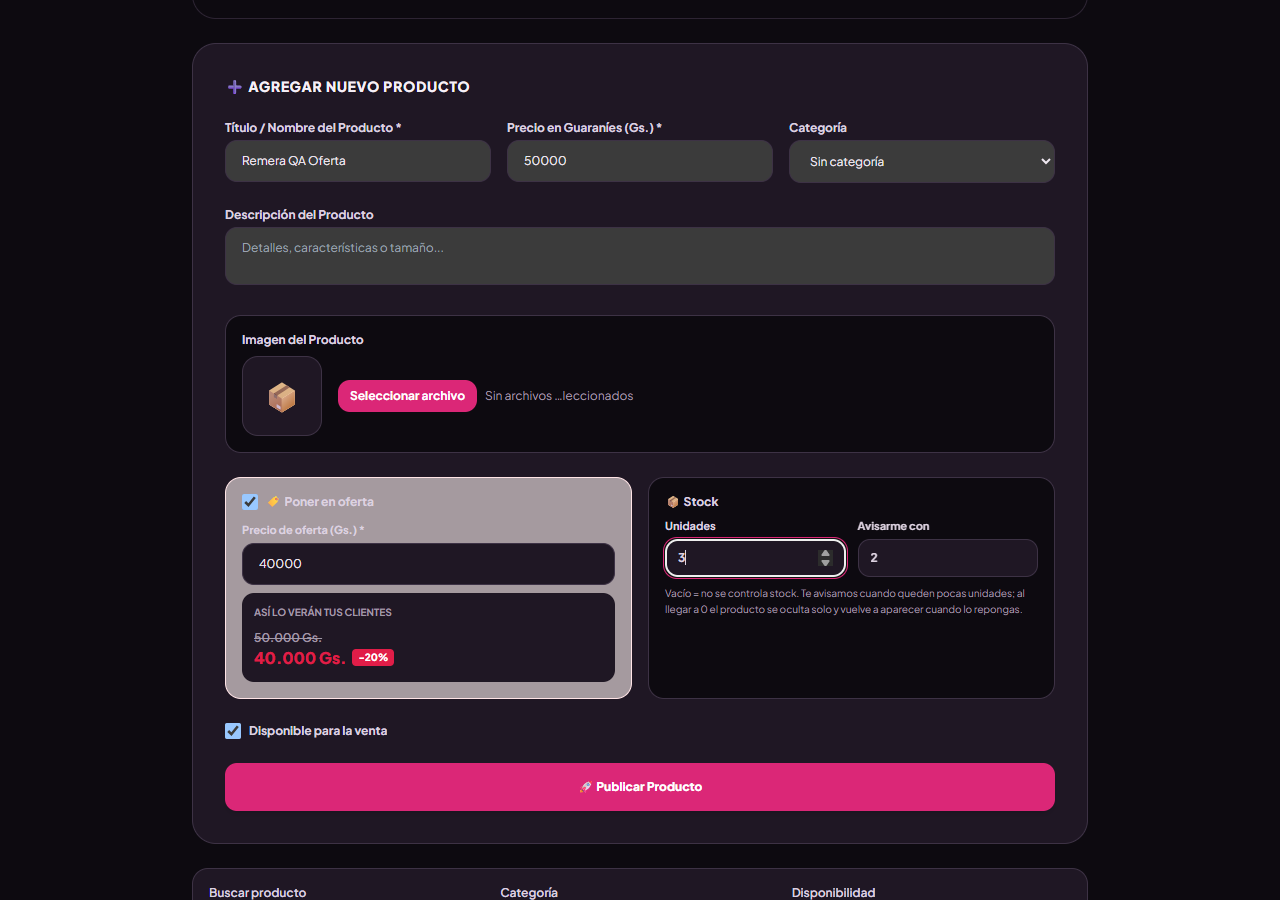 AGREGAR NUEVO PRODUCTO
Título / Nombre del Producto *
Precio en Guaraníes (Gs.) *
Categoría
Remera QA Oferta
50000
Sin categoría
Descripción del Producto
Detalles, características o tamaño...
Imagen del Producto
Seleccionar archivo
Sin archivos …leccionados
Poner en oferta
Precio de oferta (Gs.) *
40000
ASÍ LO VERÁN TUS CLIENTES
50.000 Gs.
40.000 Gs.
-20%
Stock
Unidades
Avisarme con
3
2
Vacío = no se controla stock. Te avisamos cuando queden pocas unidades; al
llegar a 0 el producto se oculta solo y vuelve a aparecer cuando lo repongas.
Disponible para la venta
Publicar Producto
Buscar producto
Categoría
Disponibilidad